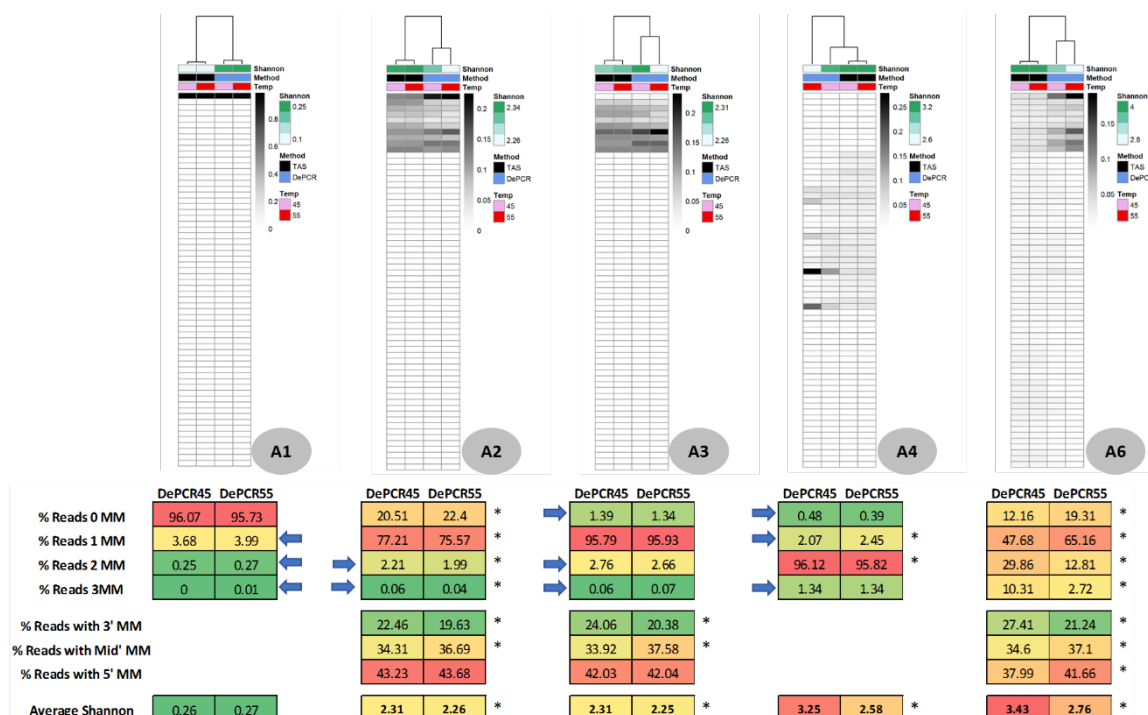 Shannon
Method
Temp
0.8
0.6
0.4
0.2
0
Shannon
0.25
0.1
Method
TAS
DePCR
Temp
45
55
A1
Shannon
Method
Temp
0.2
0.15
0.1
0.05
0
Shannon
2.34
2.26
Method
TAS
DePCR
Temp
45
55
A2
Shannon
Method
Temp
0.2
0.15
0.1
0.05
0
Shannon
2.31
2.26
Method
TAS
DePCR
Temp
45
55
A3
Shannon
Method
Temp
0.25
0.2
0.15
0.1
0.05
Shannon
3.2
2.6
Method
TAS
DePCR
Temp
45
55
A4
Shannon
Method
Temp
0.15
0.1
0.05
Shannon
4
2.8
Method
TAS
DePCR
Temp
45
55
A6
DePCR45 DePCR55 DePCR45 DePCR55 DePCR45 DePCR55 DePCR45 DePCR55 DePCR45 DePCR55
% Reads 0 MM 96.07 95.73 20.51 22.4 * 1.39 1.34 0.48 0.39 12.16 19.31 *
% Reads 1 MM 3.68 3.99 77.21 75.57 * 95.79 95.93 2.07 2.45 * 47.68 65.16 *
% Reads 2 MM 0.25 0.27 2.21 1.99 * 2.76 2.66 96.12 95.82 * 29.86 12.81 *
% Reads 3MM 0 0.01 0.06 0.04 * 0.06 0.07 1.34 1.34 10.31 2.72 *
% Reads with 3' MM 22.46 19.63 * 24.06 20.38 * 27.41 21.24 *
% Reads with Mid' MM 34.31 36.69 * 33.92 37.58 * 34.6 37.1 *
% Reads with 5' MM 43.23 43.68 * 42.03 42.04 37.99 41.66 *
Average Shannon 0.26 0.27 2.31 2.26 * 2.31 2.25 * 3.25 2.58 * 3.43 2.76 *